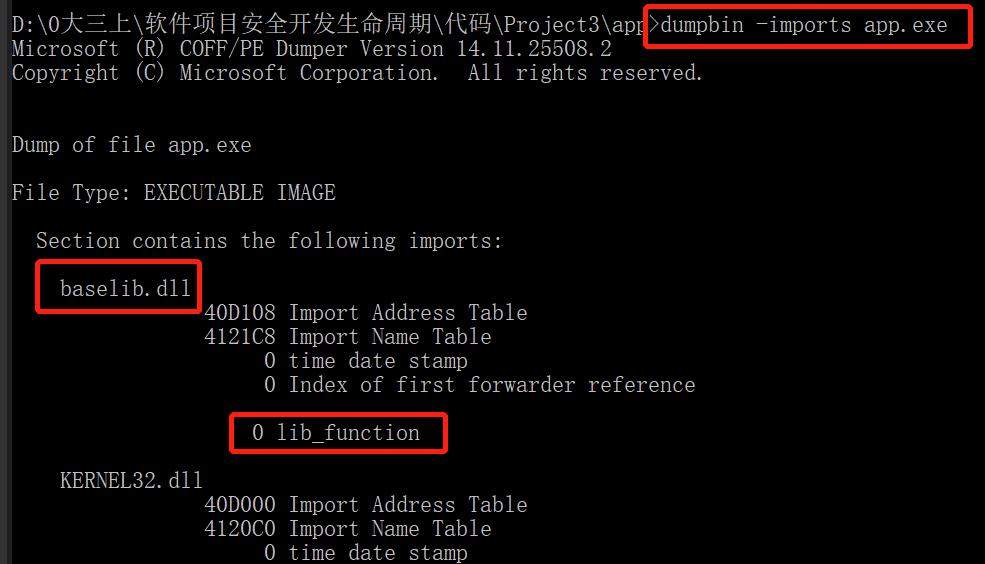 D:\0大三上\软件项目安全开发生命周期\代码\Project3\app>dumpbin -imports app.exe
Microsoft (R) COFF/PE Dumper Version 14.11.25508.2
Copyright (C) Microsoft Corporation.  All rights reserved.
Dump of file app.exe
File Type: EXECUTABLE IMAGE
Section contains the following imports:
baselib.dll
40D108 Import Address Table
4121C8 Import Name Table
0 time date stamp
0 Index of first forwarder reference
0 lib_function
KERNEL32.dll
40D000 Import Address Table
4120C0 Import Name Table
0 time date stamp